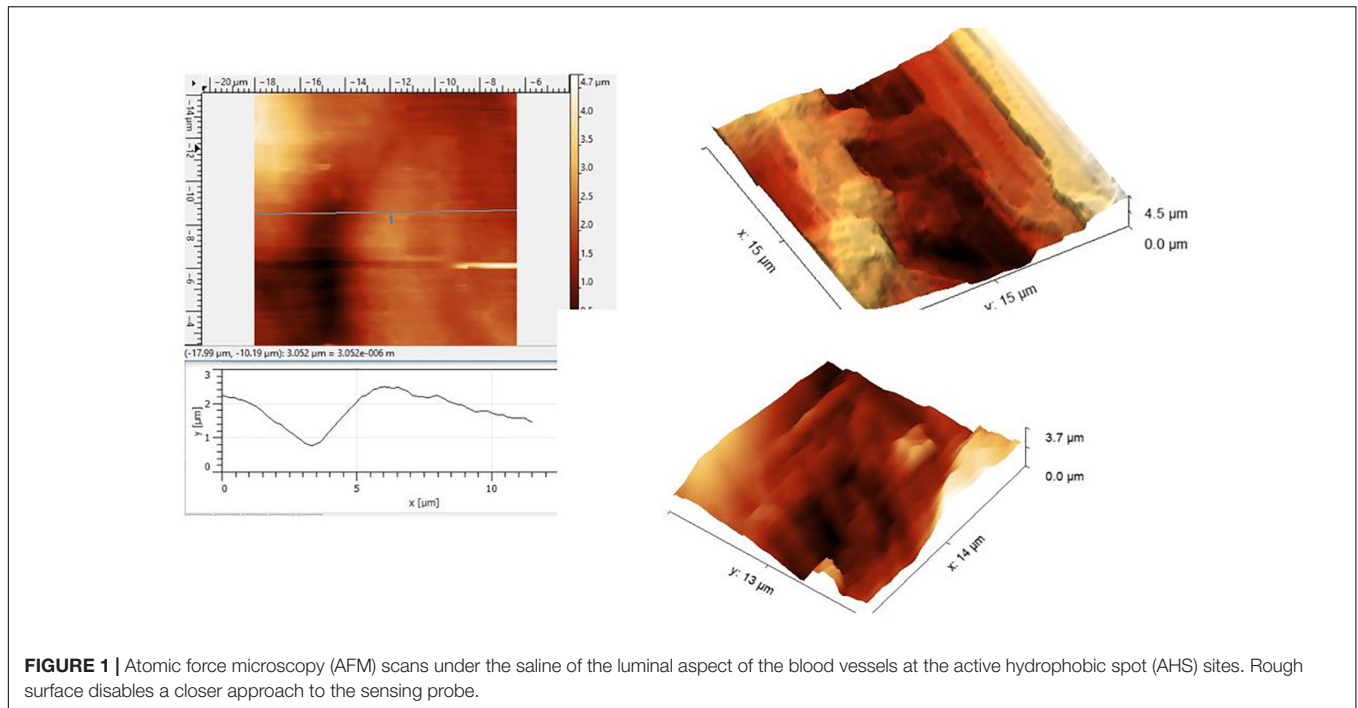 −20 μm −18 −16 −14 −12 −10 −8 −6
4.7 μm
4.0
3.5
3.0
2.5
2.0
1.5
1.0
−14 μm
−12
−10
−8
−6
−4
1
(-17.99 μm, -10.19 μm): 3.052 μm = 3.052e-006 m
3
2
1
0
y [μm]
0 5 10
x [μm]
x: 15 μm
y: 15 μm
4.5 μm
0.0 μm
y: 13 μm
x: 14 μm
3.7 μm
0.0 μm
FIGURE 1 | Atomic force microscopy (AFM) scans under the saline of the luminal aspect of the blood vessels at the active hydrophobic spot (AHS) sites. Rough
surface disables a closer approach to the sensing probe.